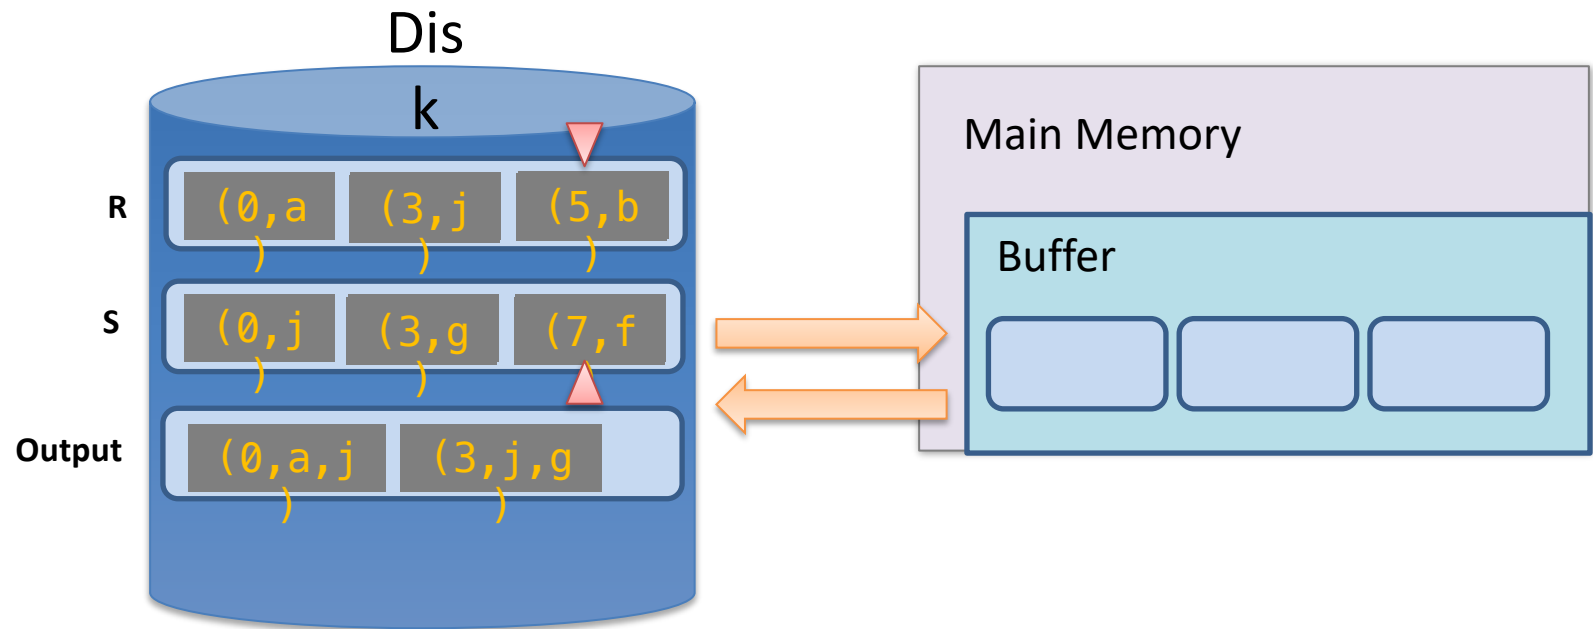 Dis
k
Main Memory
R
(0,a
)
(3,j
)
(5,b
)
Buffer
S
(0,j
)
(3,g
)
(7,f
Output
(0,a,j
)
(3,j,g
)